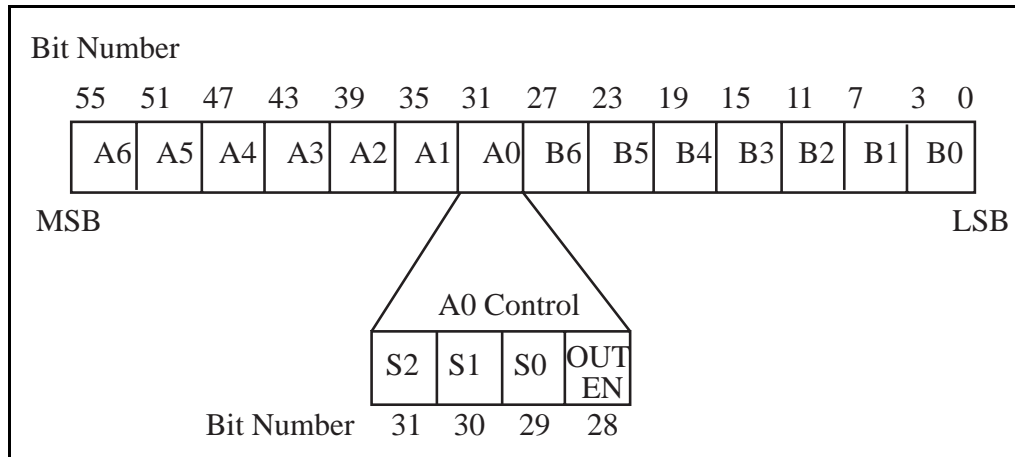 Bit Number
55 51 47 43 39 35 31 27 23 19 15 11 7 3 0
A6 A5 A4 A3 A2 A1 A0 B6 B5 B4 B3 B2 B1 B0
MSB LSB
A0 Control
S2 S1 S0 OUT EN
Bit Number 31 30 29 28